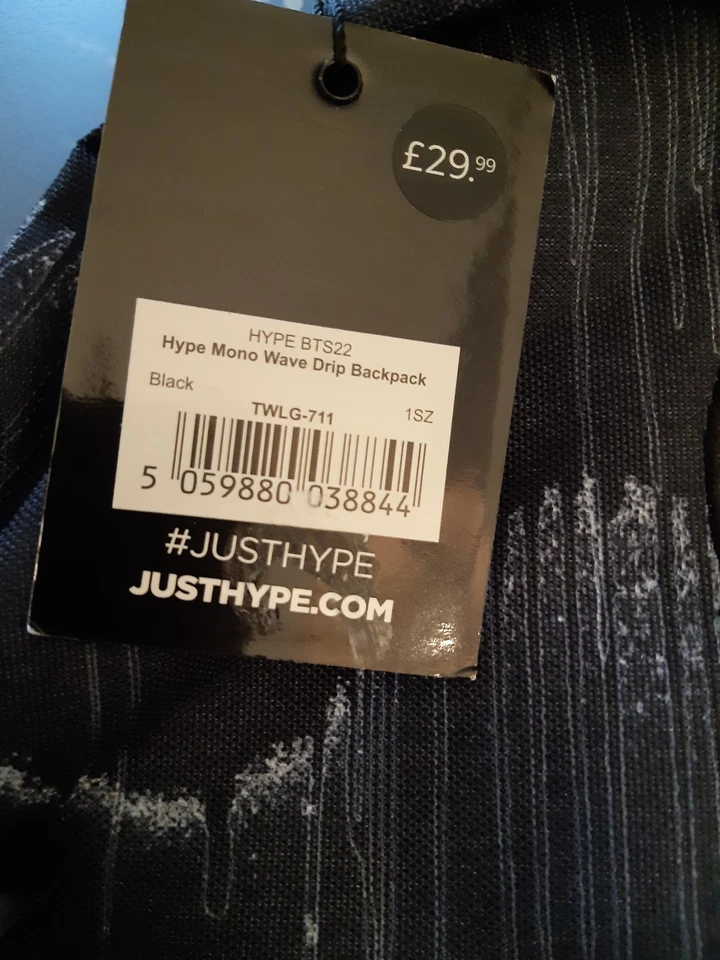 £29.99
HYPE BTS22
Hype Mono Wave Drip Backpack
Black
TWLG-711 1SZ
5 059880 038844
#JUSTHYPE
JUSTHYPE.COM